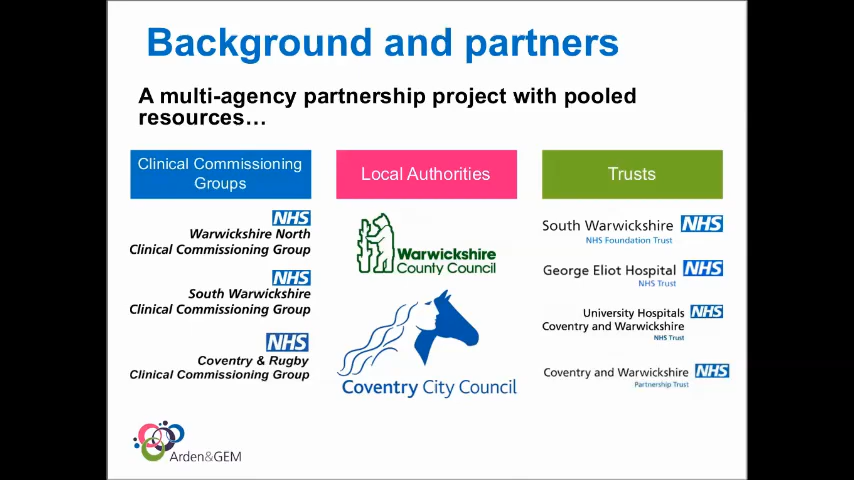 Background and partners
A multi-agency partnership project with pooled
resources…
Clinical Commissioning
Groups
NHS
Warwickshire North
Clinical Commissioning Group
NHS
South Warwickshire
Clinical Commissioning Group
NHS
Coventry & Rugby
Clinical Commissioning Group
Local Authorities
Warwickshire
County Council
Coventry City Council
Trusts
South Warwickshire NHS
NHS Foundation Trust
George Eliot Hospital NHS
NHS Trust
University Hospitals NHS
Coventry and Warwickshire
NHS Trust
Coventry and Warwickshire NHS
Partnership Trust
Arden&GEM